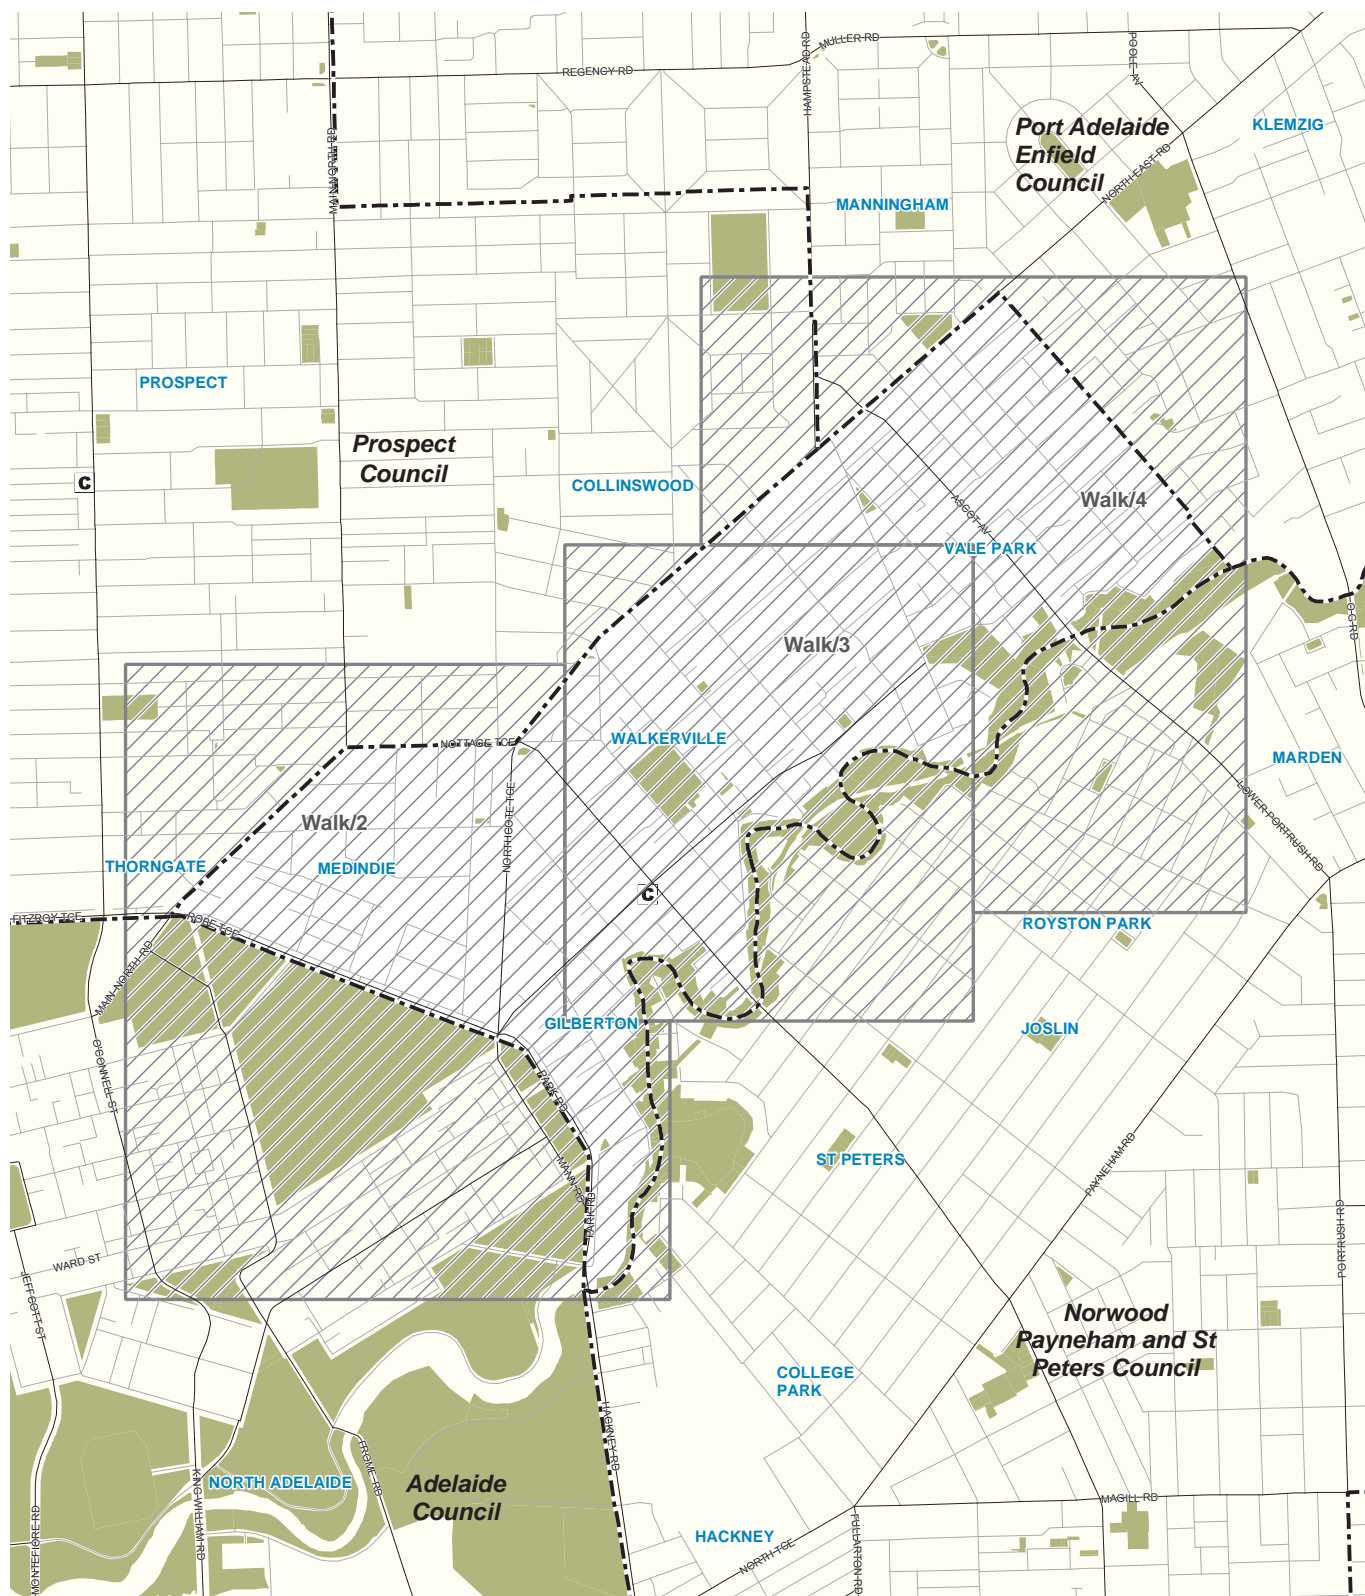 MULLER RD
HAMPSTEAD RD
POOLE AV
REGENCY RD
MAIN NORTH RD
Port Adelaide
Enfield
Council
KLEMZIG
NORTH EAST RD
MANNINGHAM
PROSPECT
Prospect
Council
C
COLLINSWOOD
ASCOT AV
Walk/4
VALE PARK
O G RD
Walk/3
NOTTAGE TCE
WALKERVILLE
MARDEN
LOWER PORTRUSH RD
Walk/2
NORTHCOTE TCE
THORNGATE
MEDINDIE
C
FITZROY TCE
ROBE TCE
ROYSTON PARK
MAIN NORTH RD
GILBERTON
JOSLIN
O'CONNELL ST
PARK RD
MANN RD
PARK RD
ST PETERS
PAYNEHAM RD
PORTRUSH RD
WARD ST
JEFFCOTT ST
Norwood
Payneham and St
Peters Council
COLLEGE
PARK
HACKNEY RD
FROME RD
NORTH ADELAIDE
KING WILLIAM RD
MONTEFIORE RD
Adelaide
Council
MAGILL RD
HACKNEY
NORTH TCE
FULLARTON RD